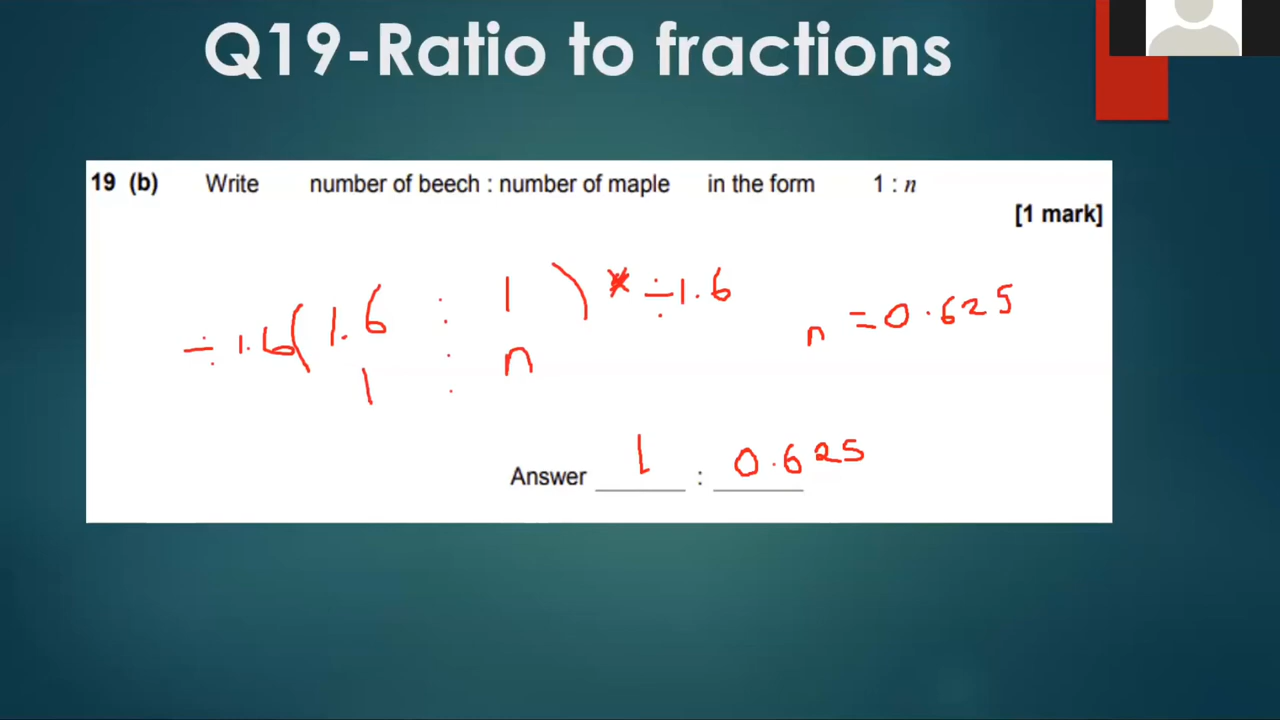 Q19-Ratio to fractions
19 (b) Write number of beech : number of maple in the form 1 : n
[1 mark]
÷1.6 ( 1.6 : 1 ) ÷1.6
1 : n
n = 0.625
Answer 1 : 0.625